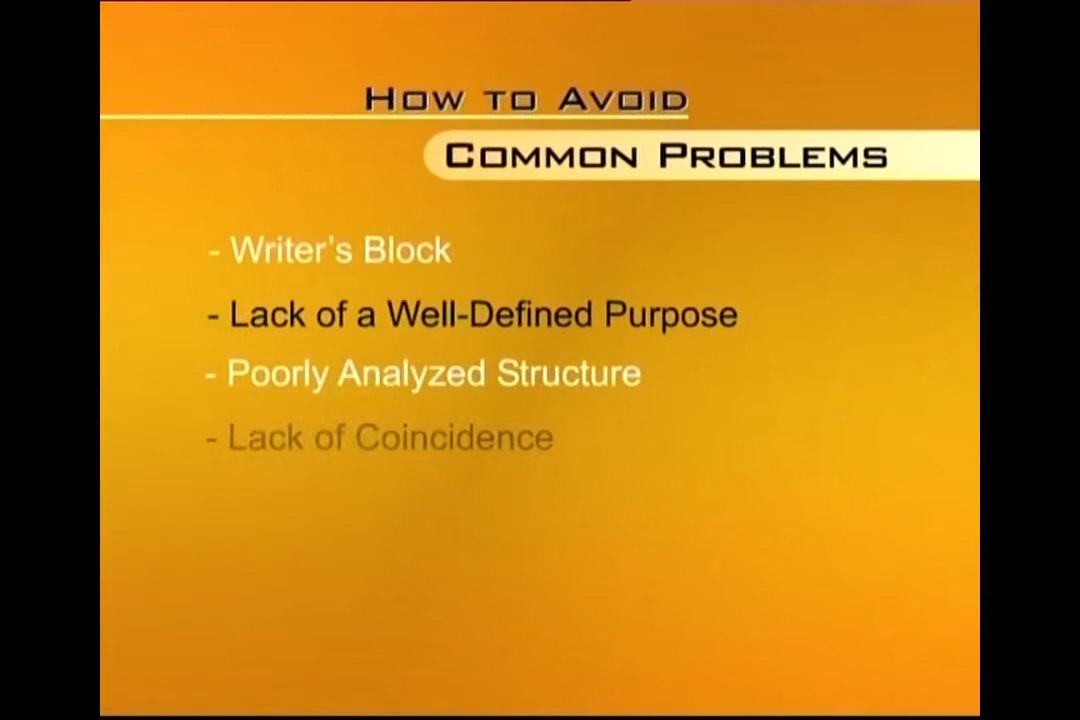 How to Avoid
Common Problems
- Writer's Block
- Lack of a Well-Defined Purpose
- Poorly Analyzed Structure
- Lack of Coincidence